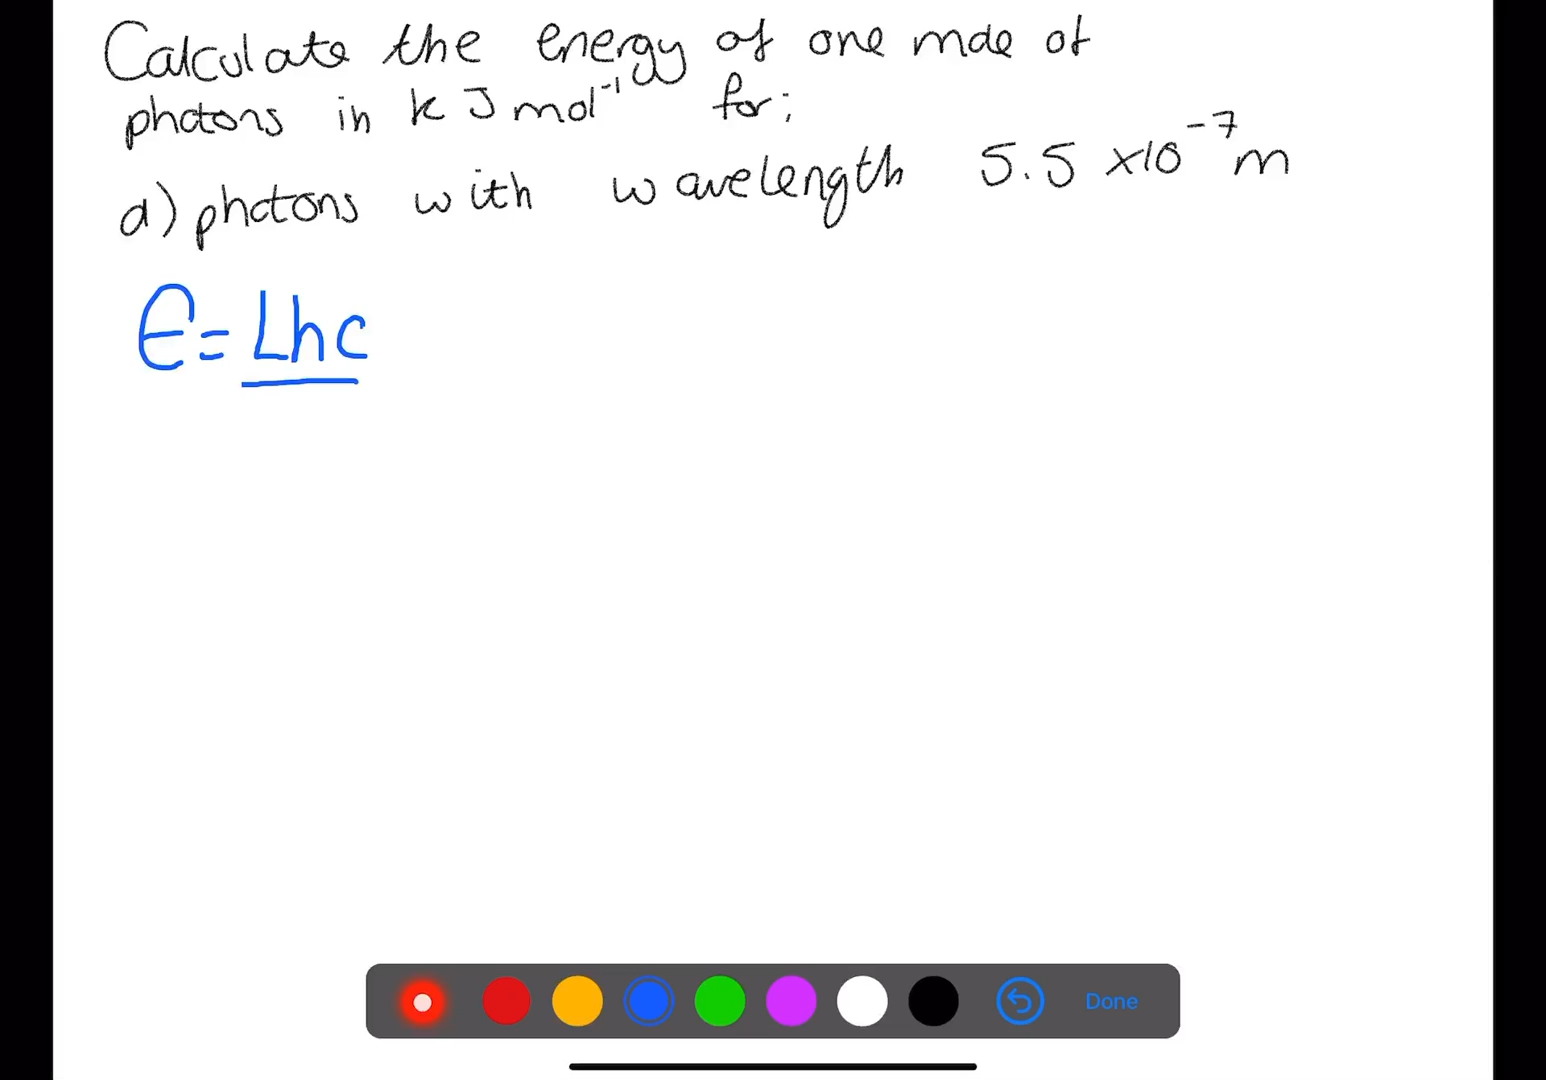 Calculate the energy of one mole of
photons in kJ mol⁻¹ for;
a) photons with wavelength 5.5 ×10⁻⁷ m
E = Lhc
Done